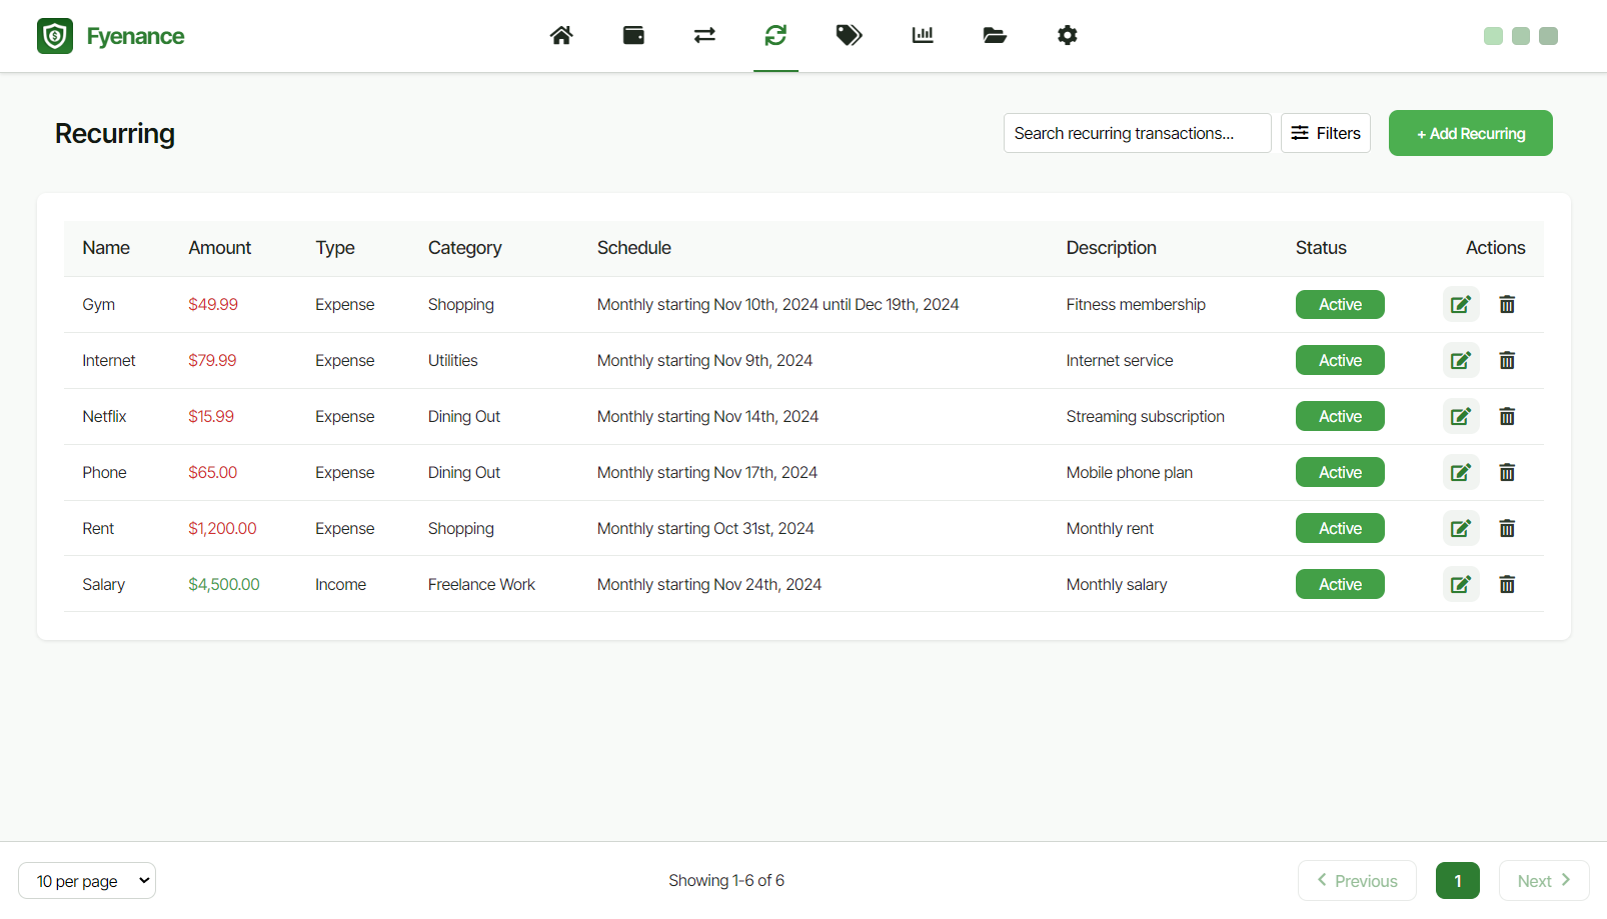 Fyenance
Recurring
Search recurring transactions...
Filters
+ Add Recurring
Name Amount Type Category Schedule Description Status Actions
Gym $49.99 Expense Shopping Monthly starting Nov 10th, 2024 until Dec 19th, 2024 Fitness membership Active
Internet $79.99 Expense Utilities Monthly starting Nov 9th, 2024 Internet service Active
Netflix $15.99 Expense Dining Out Monthly starting Nov 14th, 2024 Streaming subscription Active
Phone $65.00 Expense Dining Out Monthly starting Nov 17th, 2024 Mobile phone plan Active
Rent $1,200.00 Expense Shopping Monthly starting Oct 31st, 2024 Monthly rent Active
Salary $4,500.00 Income Freelance Work Monthly starting Nov 24th, 2024 Monthly salary Active
10 per page
Showing 1-6 of 6
Previous
1
Next